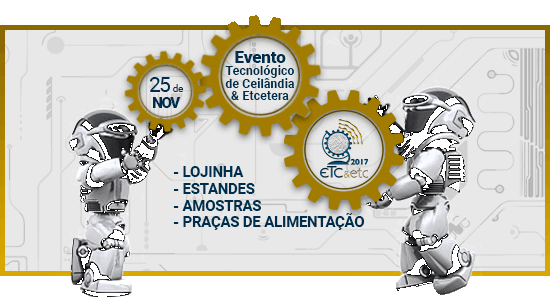 25 de
NOV
Evento
Tecnológico
de Ceilândia
& Etcetera
2017
ETC&etc
- LOJINHA
- ESTANDES
- AMOSTRAS
- PRAÇAS DE ALIMENTAÇÃO